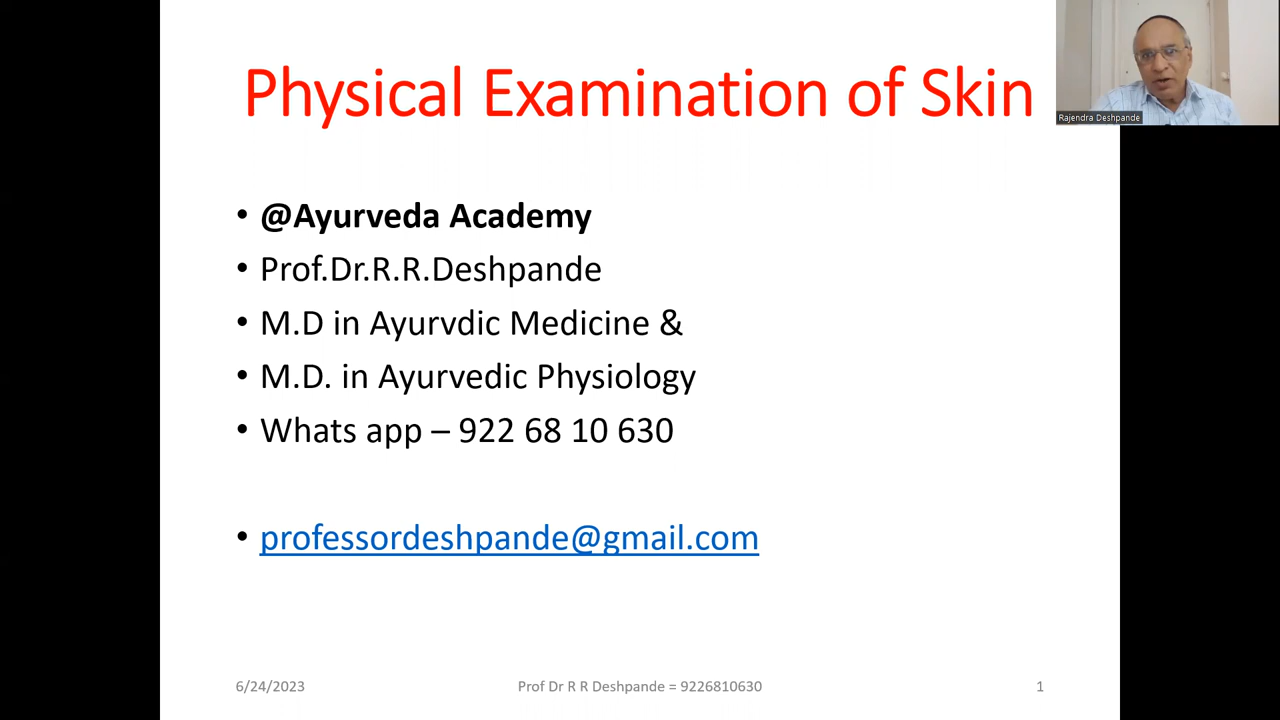 Physical Examination of Skin
Rajendra Deshpande
• @Ayurveda Academy
• Prof.Dr.R.R.Deshpande
• M.D in Ayurvdic Medicine &
• M.D. in Ayurvedic Physiology
• Whats app – 922 68 10 630
• professordeshpande@gmail.com
6/24/2023
Prof Dr R R Deshpande = 9226810630
1